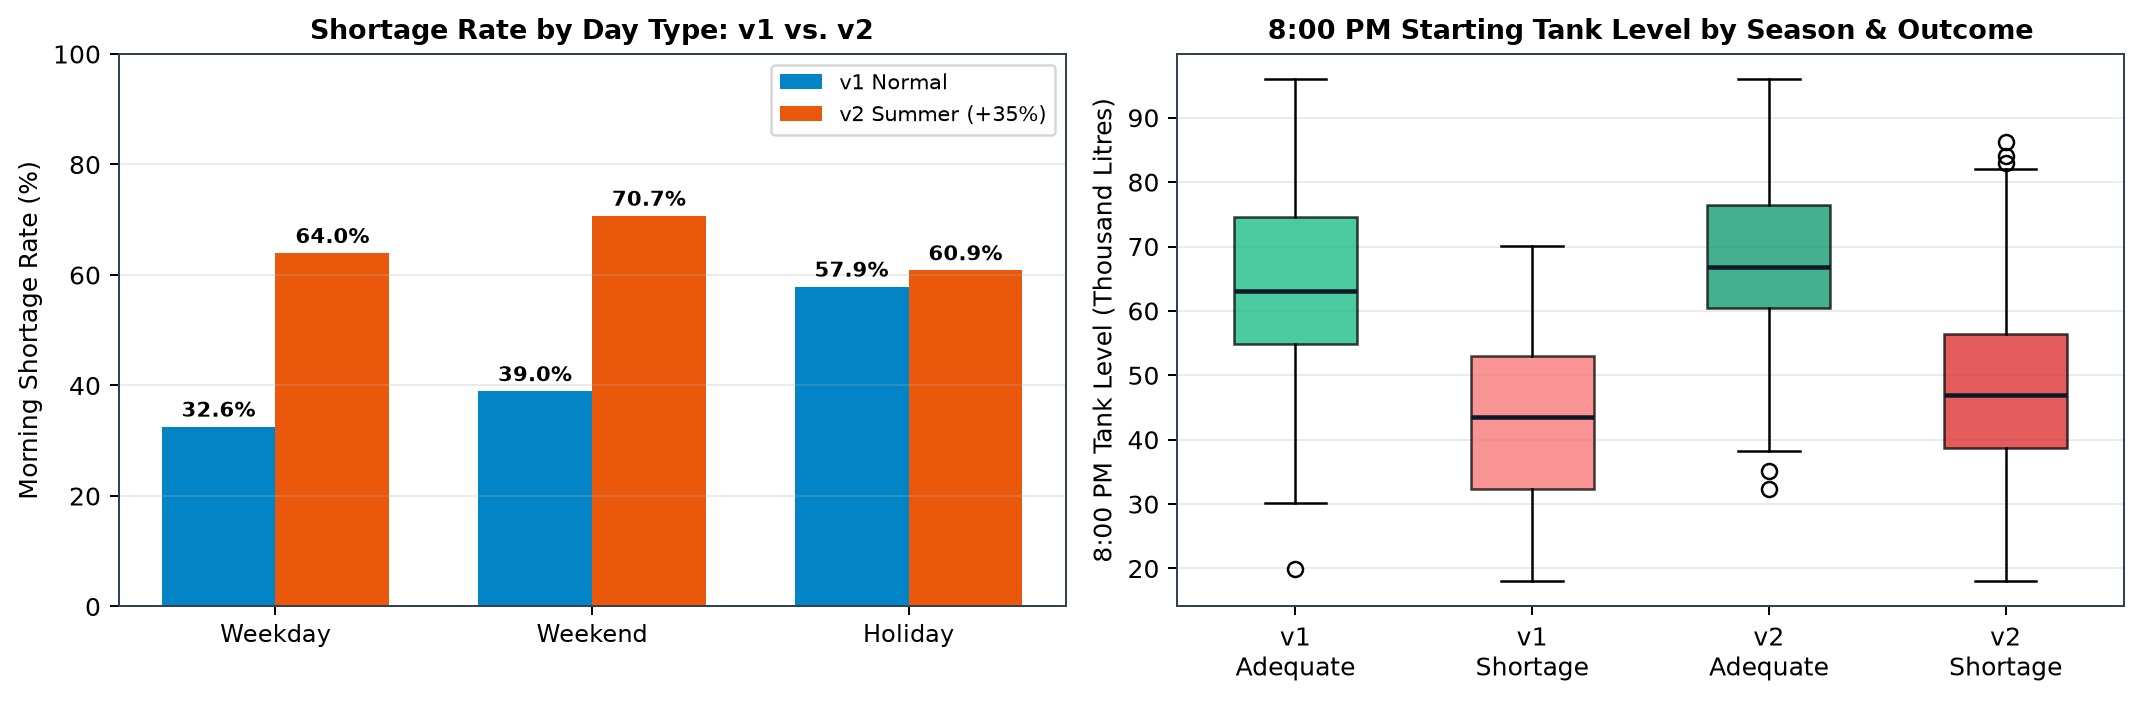 Shortage Rate by Day Type: v1 vs. v2
Morning Shortage Rate (%)
100
80
60
40
20
0
v1 Normal
v2 Summer (+35%)
32.6%
64.0%
39.0%
70.7%
57.9%
60.9%
Weekday
Weekend
Holiday
8:00 PM Starting Tank Level by Season & Outcome
8:00 PM Tank Level (Thousand Litres)
90
80
70
60
50
40
30
20
v1
Adequate
v1
Shortage
v2
Adequate
v2
Shortage